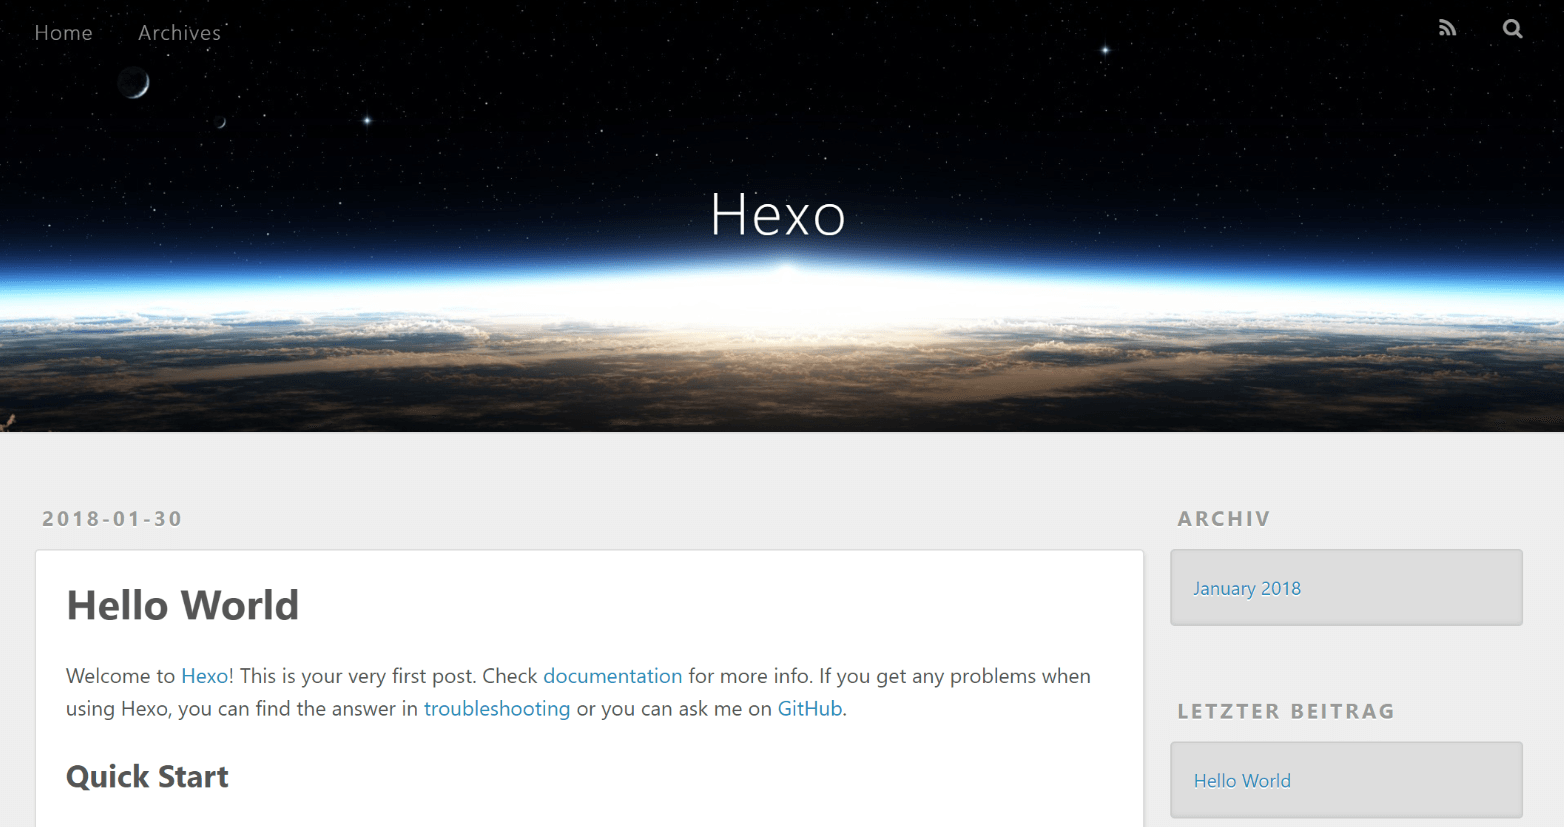 Home Archives
Hexo
2018-01-30
Hello World
Welcome to Hexo! This is your very first post. Check documentation for more info. If you get any problems when
using Hexo, you can find the answer in troubleshooting or you can ask me on GitHub.
Quick Start
ARCHIV
January 2018
LETZTER BEITRAG
Hello World